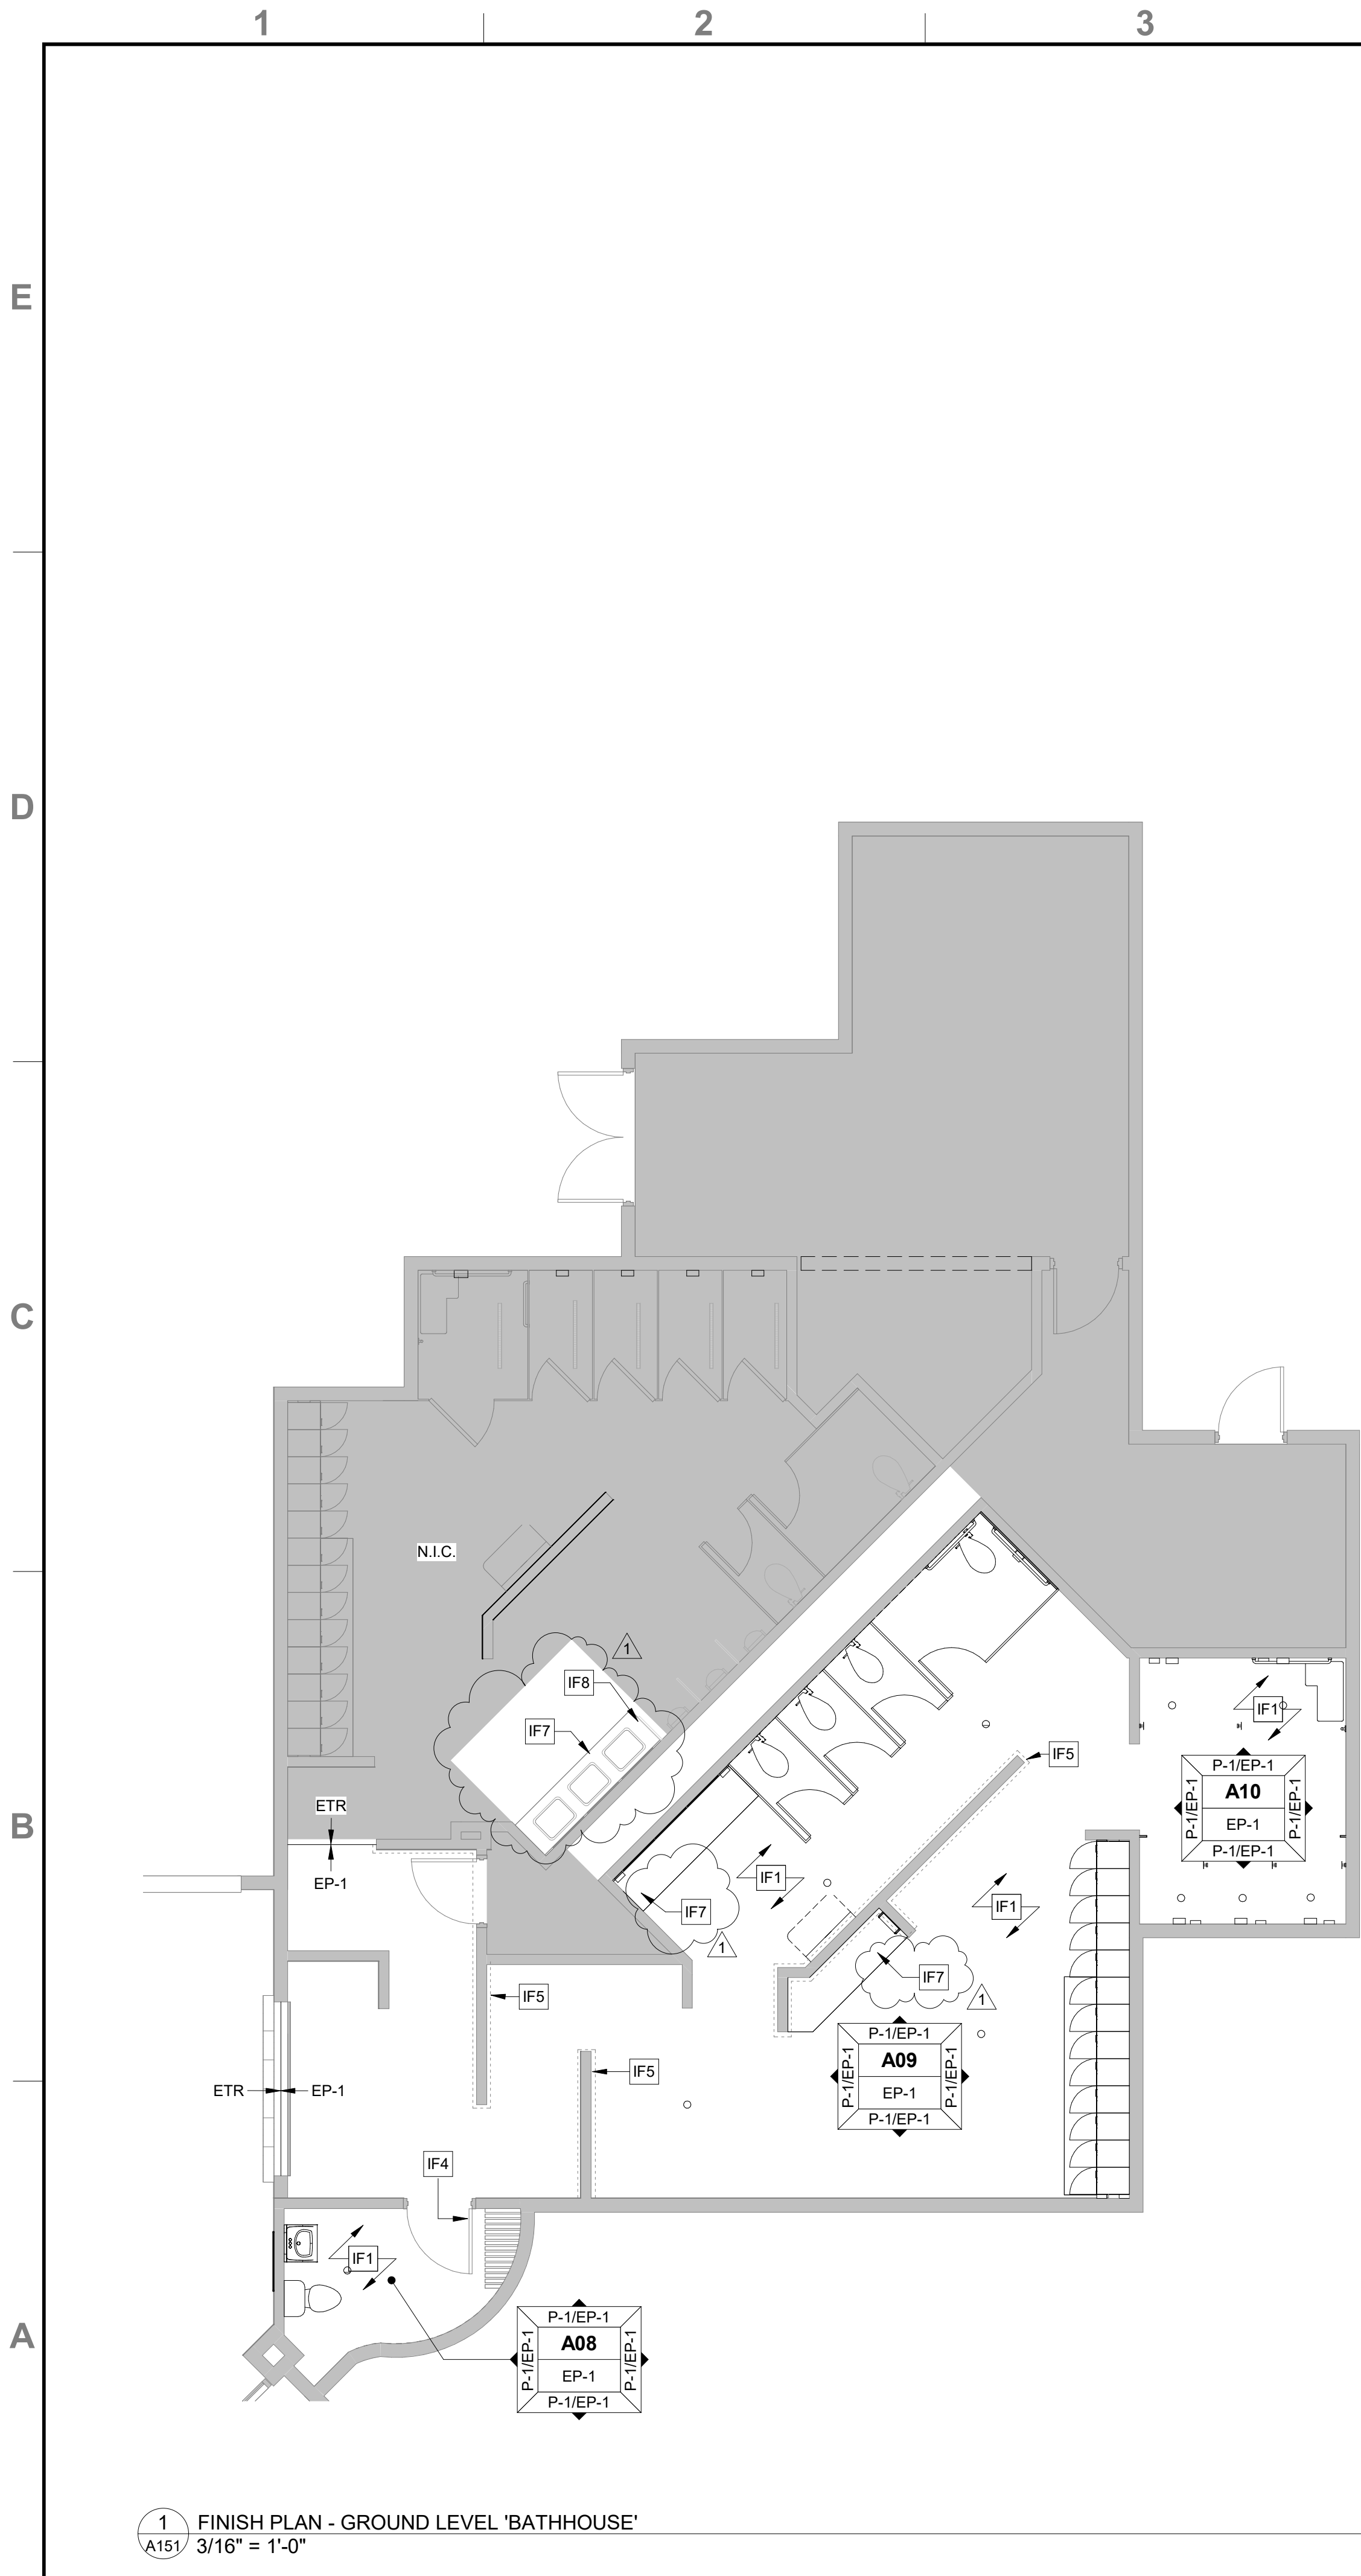 1
2
3
E
D
C
B
A
N.I.C.
1
IF8
IF7
IF1
IF5
P-1/EP-1
P-1/EP-1
A10
P-1/EP-1
EP-1
P-1/EP-1
ETR
EP-1
IF1
IF7
IF1
1
IF7
1
IF5
P-1/EP-1
P-1/EP-1
A09
P-1/EP-1
EP-1
P-1/EP-1
IF5
ETR
EP-1
IF4
IF1
P-1/EP-1
P-1/EP-1
A08
P-1/EP-1
EP-1
P-1/EP-1
1
FINISH PLAN - GROUND LEVEL 'BATHHOUSE'
A151
3/16" = 1'-0"